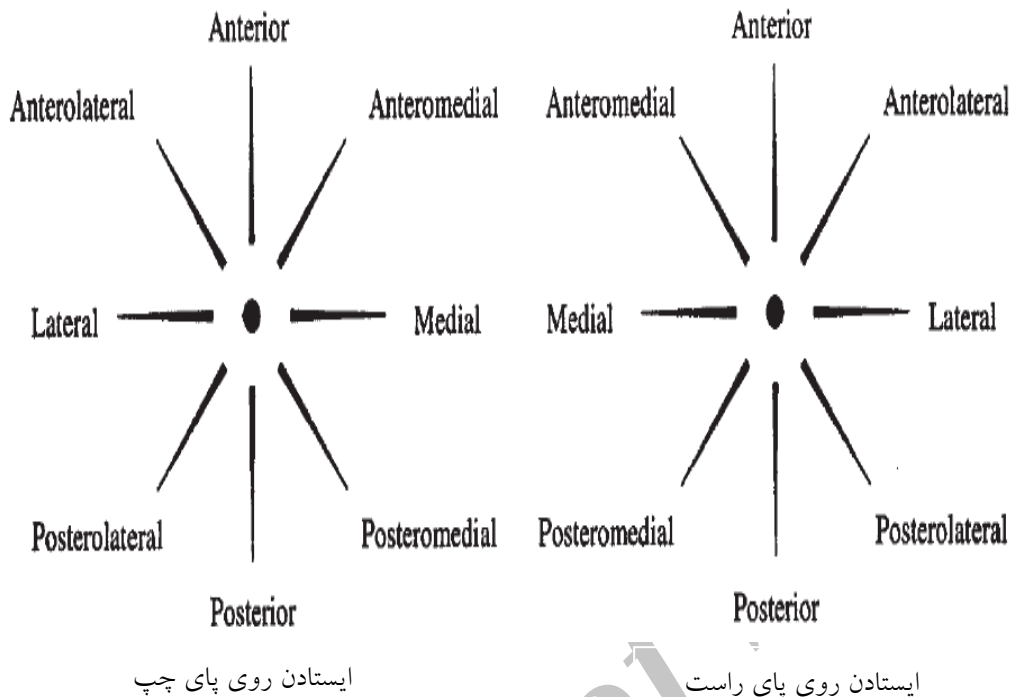 Anterior
Anterolateral
Anteromedial
Lateral
Medial
Posterolateral
Posteromedial
Posterior
ایستادن روی پای چپ
Anterior
Anteromedial
Anterolateral
Medial
Lateral
Posteromedial
Posterolateral
Posterior
ایستادن روی پای راست